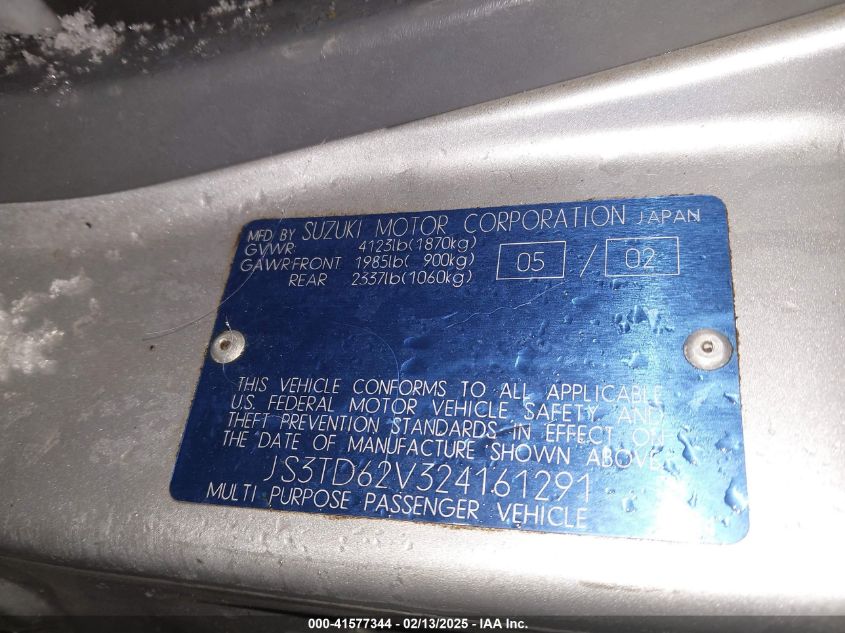 MFD BY SUZUKI MOTOR CORPORATION JAPAN
GVWR: 4123lb(1870kg)
GAWR:FRONT 1985lb( 900kg) 05 / 02
REAR 2337lb(1060kg)
THIS VEHICLE CONFORMS TO ALL APPLICABLE
U.S. FEDERAL MOTOR VEHICLE SAFETY AND
THEFT PREVENTION STANDARDS IN EFFECT ON
THE DATE OF MANUFACTURE SHOWN ABOVE.
JS3TD62V324161291
MULTI PURPOSE PASSENGER VEHICLE
000-41577344 - 02/13/2025 - IAA Inc.